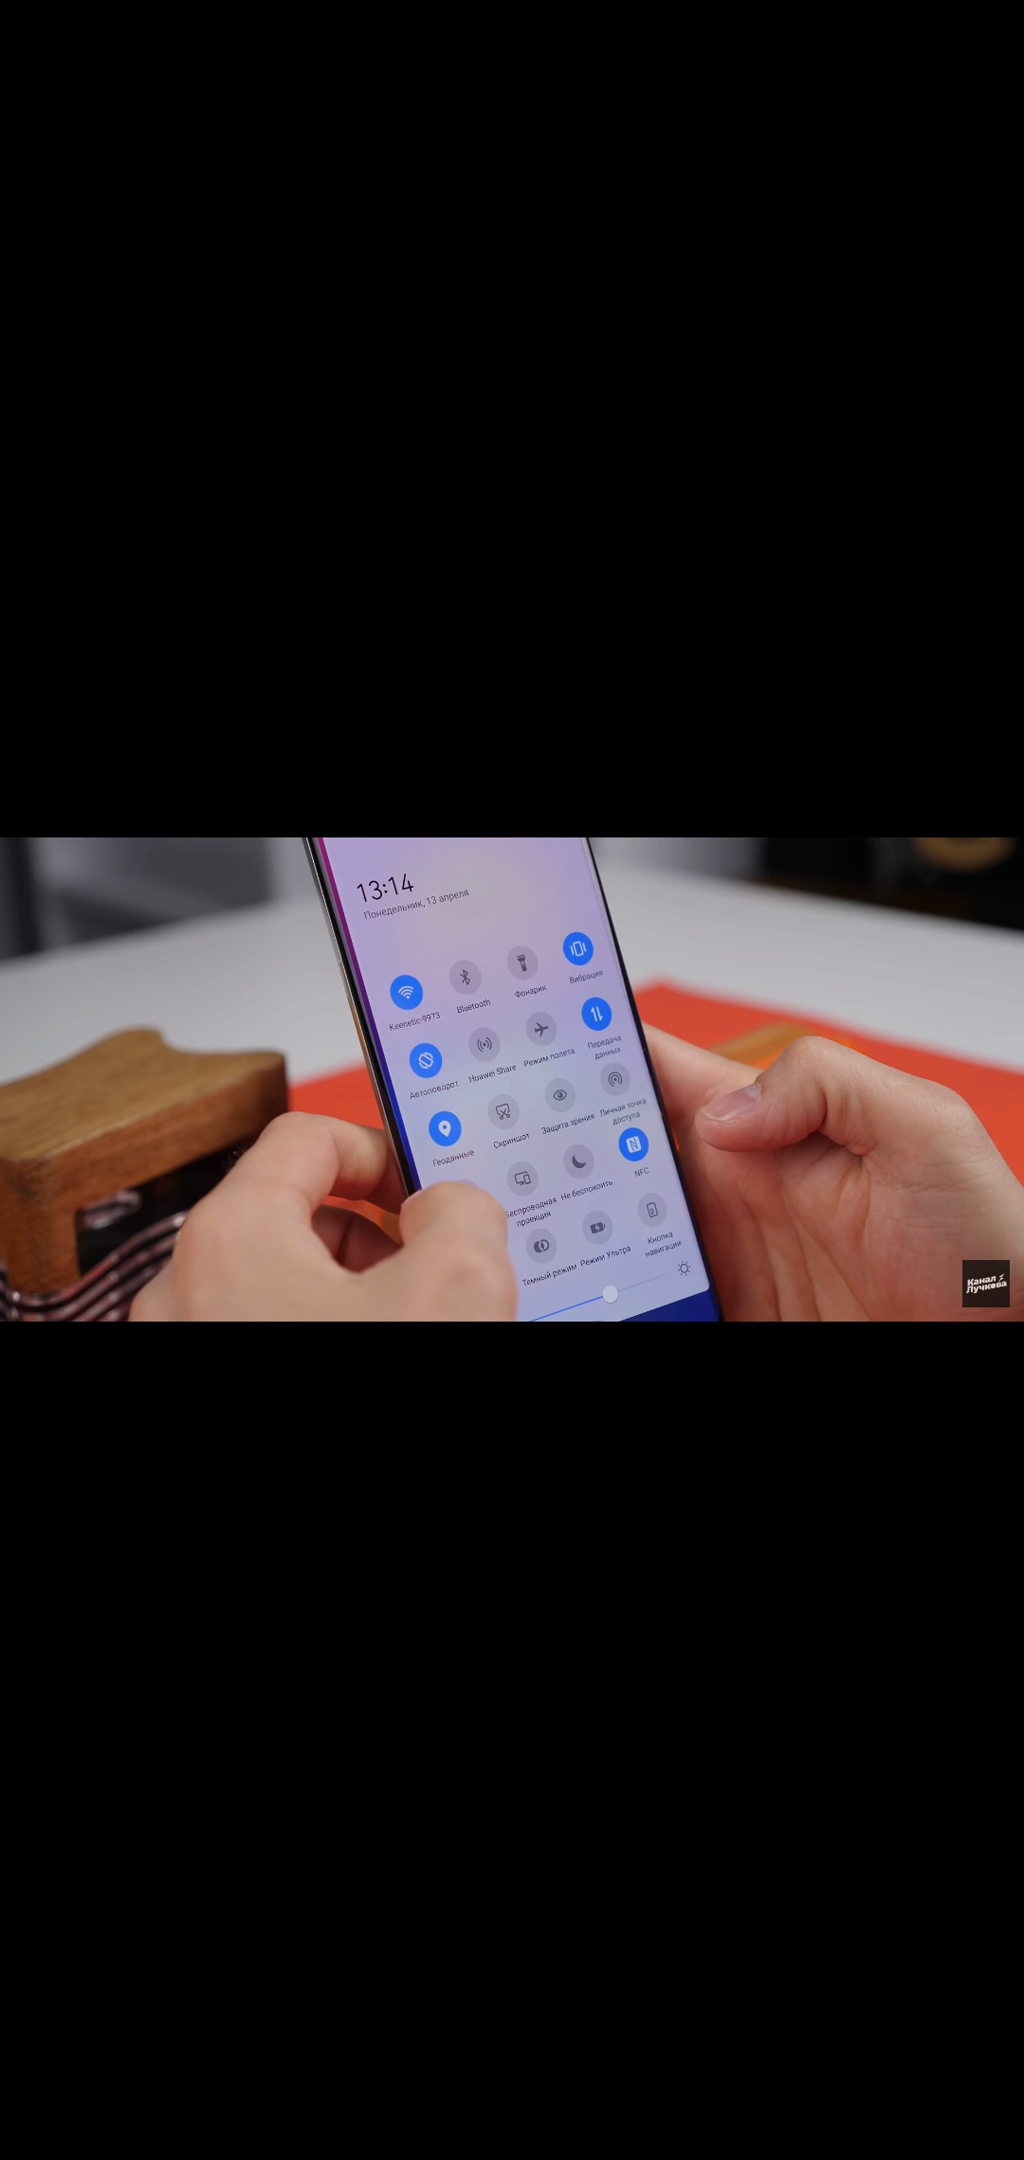 13:14
Понедельник, 13 апреля
Keenetic-9973
Bluetooth
Фонарик
Вибрация
Автоповорот
Huawei Share
Режим полета
Передача
данных
Геоданные
Скриншот
Защита зрения
Личная точка
доступа
Беспроводная
проекция
Не беспокоить
NFC
Темный режим
Режим Ультра
Кнопка
навигации
Канал
Лучкова